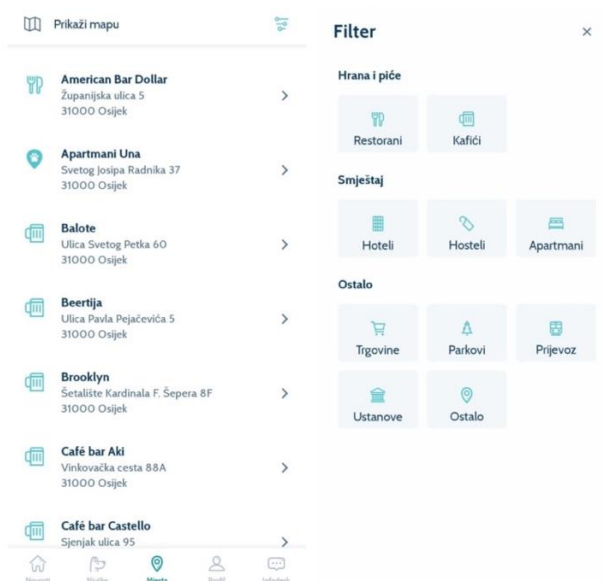 Prikaži mapu
American Bar Dollar
Županijska ulica 5
31000 Osijek
Apartmani Una
Svetog Josipa Radnika 37
31000 Osijek
Balote
Ulica Svetog Petka 60
31000 Osijek
Beertija
Ulica Pavla Pejačevića 5
31000 Osijek
Brooklyn
Šetalište Kardinala F. Šepera 8F
31000 Osijek
Café bar Aki
Vinkovačka cesta 88A
31000 Osijek
Café bar Castello
Sjenjak ulica 95
Mjesta
Filter
Hrana i piće
Restorani
Kafići
Smještaj
Hoteli
Hosteli
Apartmani
Ostalo
Trgovine
Parkovi
Prijevoz
Ustanove
Ostalo